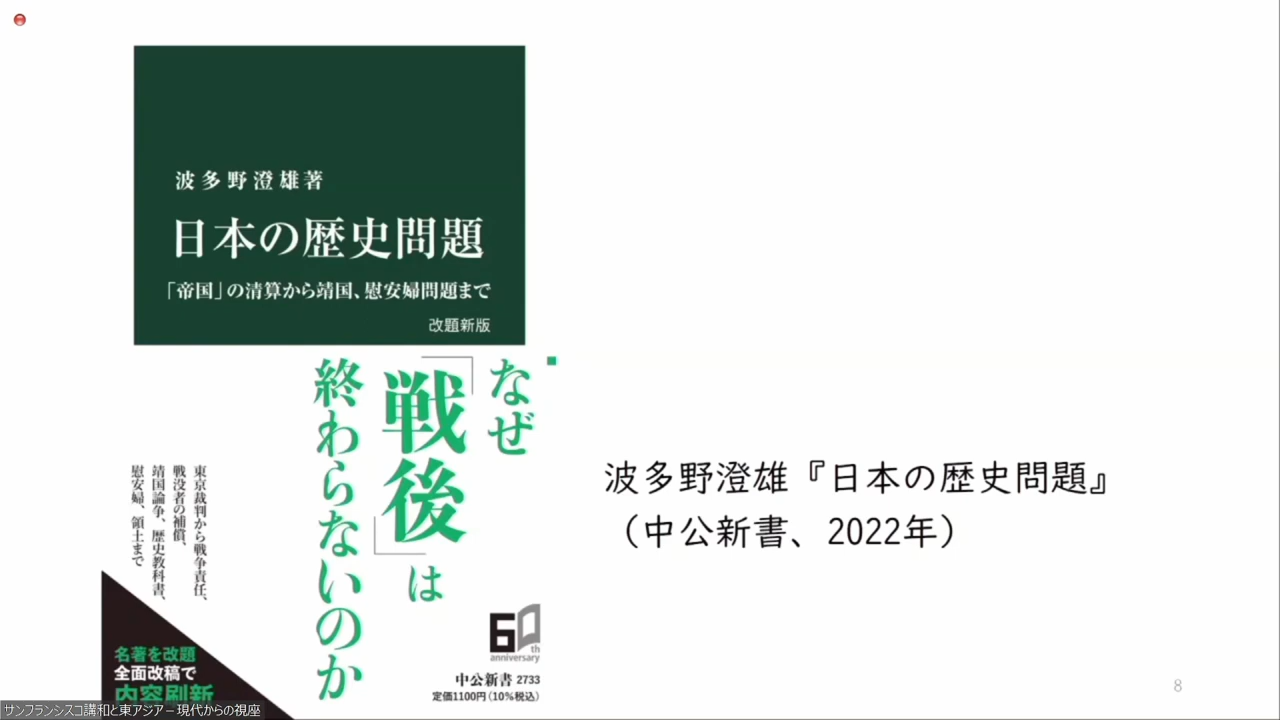 波多野澄雄著
日本の歴史問題
「帝国」の清算から靖国、慰安婦問題まで
改題新版
なぜ
「戦後」は
終わらないのか
東京裁判から戦争責任、
戦没者の補償、
靖国論争、歴史教科書、
慰安婦、領土まで
名著を改題
全面改稿で
内容刷新
60th
anniversary
中公新書 2733
定価1100円(10%税込)
波多野澄雄『日本の歴史問題』
（中公新書、2022年）
8
サンフランシスコ講和と東アジア－現代からの視座